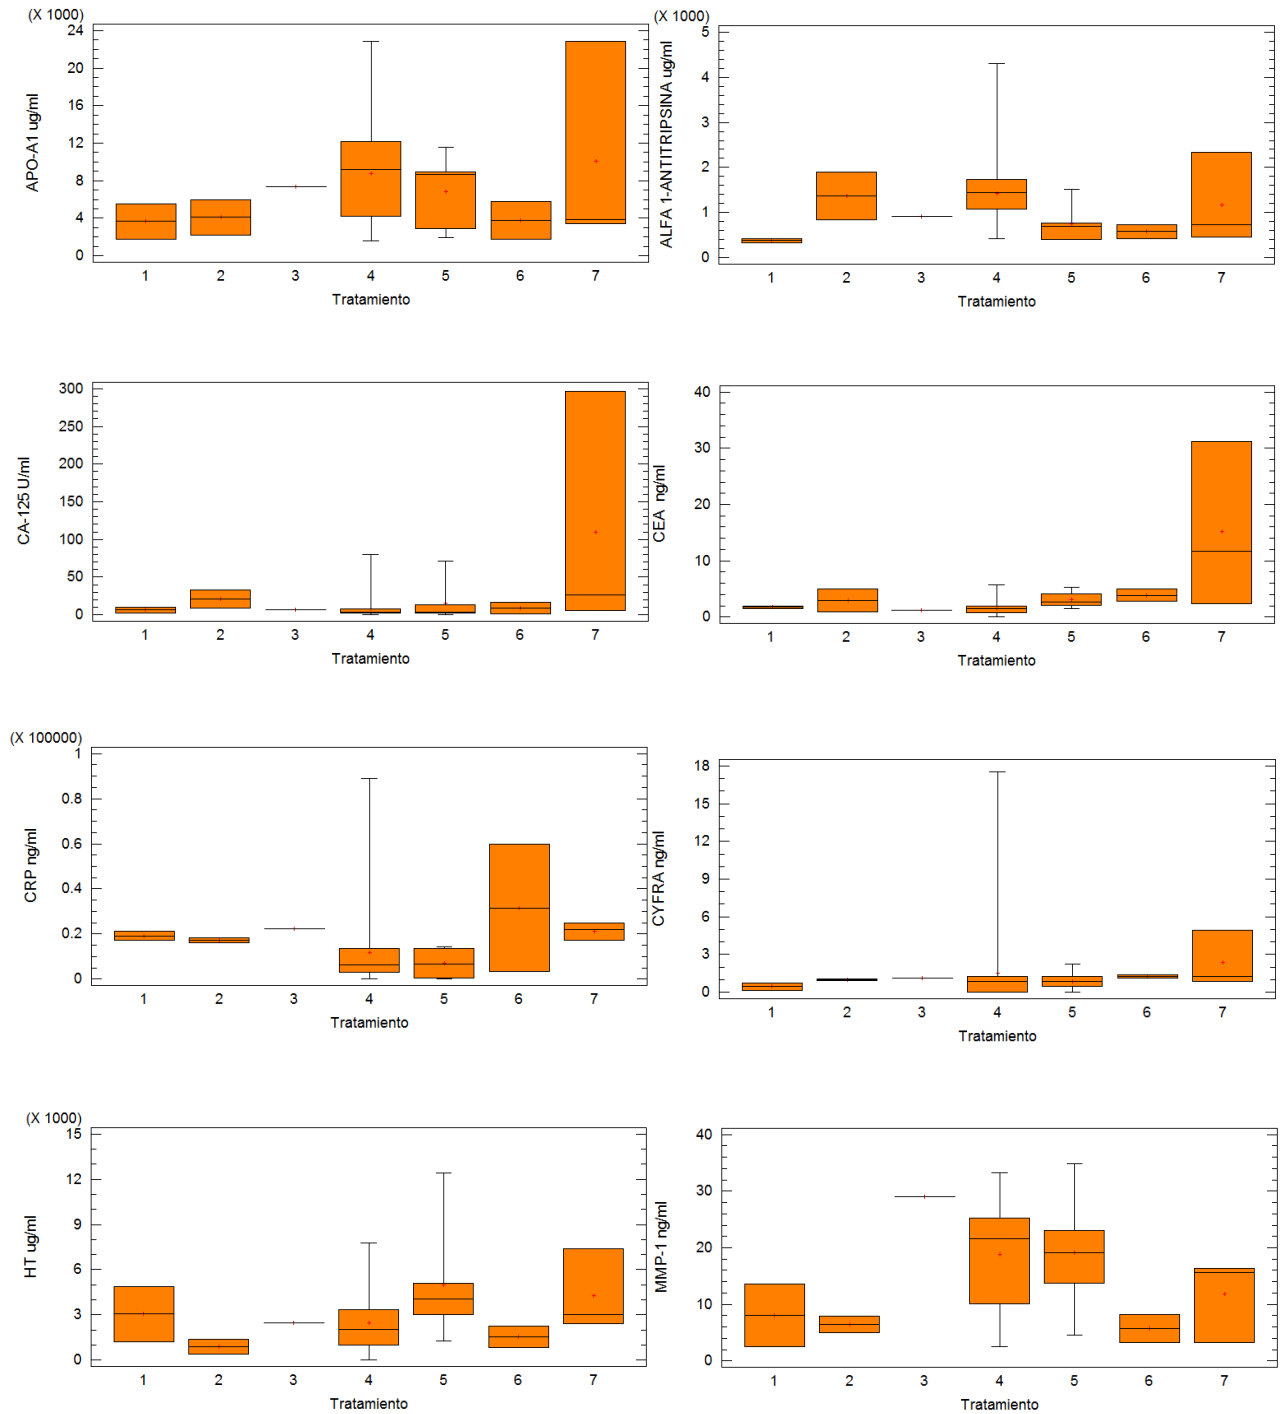 (X 1000)
APO-A1 ug/ml
24
20
16
12
8
4
0
1 2 3 4 5 6 7
Tratamiento
(X 1000)
ALFA 1-ANTITRIPSINA ug/ml
5
4
3
2
1
0
1 2 3 4 5 6 7
Tratamiento
CA-125 U/ml
300
250
200
150
100
50
0
1 2 3 4 5 6 7
Tratamiento
CEA ng/ml
40
30
20
10
0
1 2 3 4 5 6 7
Tratamiento
(X 100000)
CRP ng/ml
1
0.8
0.6
0.4
0.2
0
1 2 3 4 5 6 7
Tratamiento
CYFRA ng/ml
18
15
12
9
6
3
0
1 2 3 4 5 6 7
Tratamiento
(X 1000)
HT ug/ml
15
12
9
6
3
0
1 2 3 4 5 6 7
Tratamiento
MMP-1 ng/ml
40
30
20
10
0
1 2 3 4 5 6 7
Tratamiento